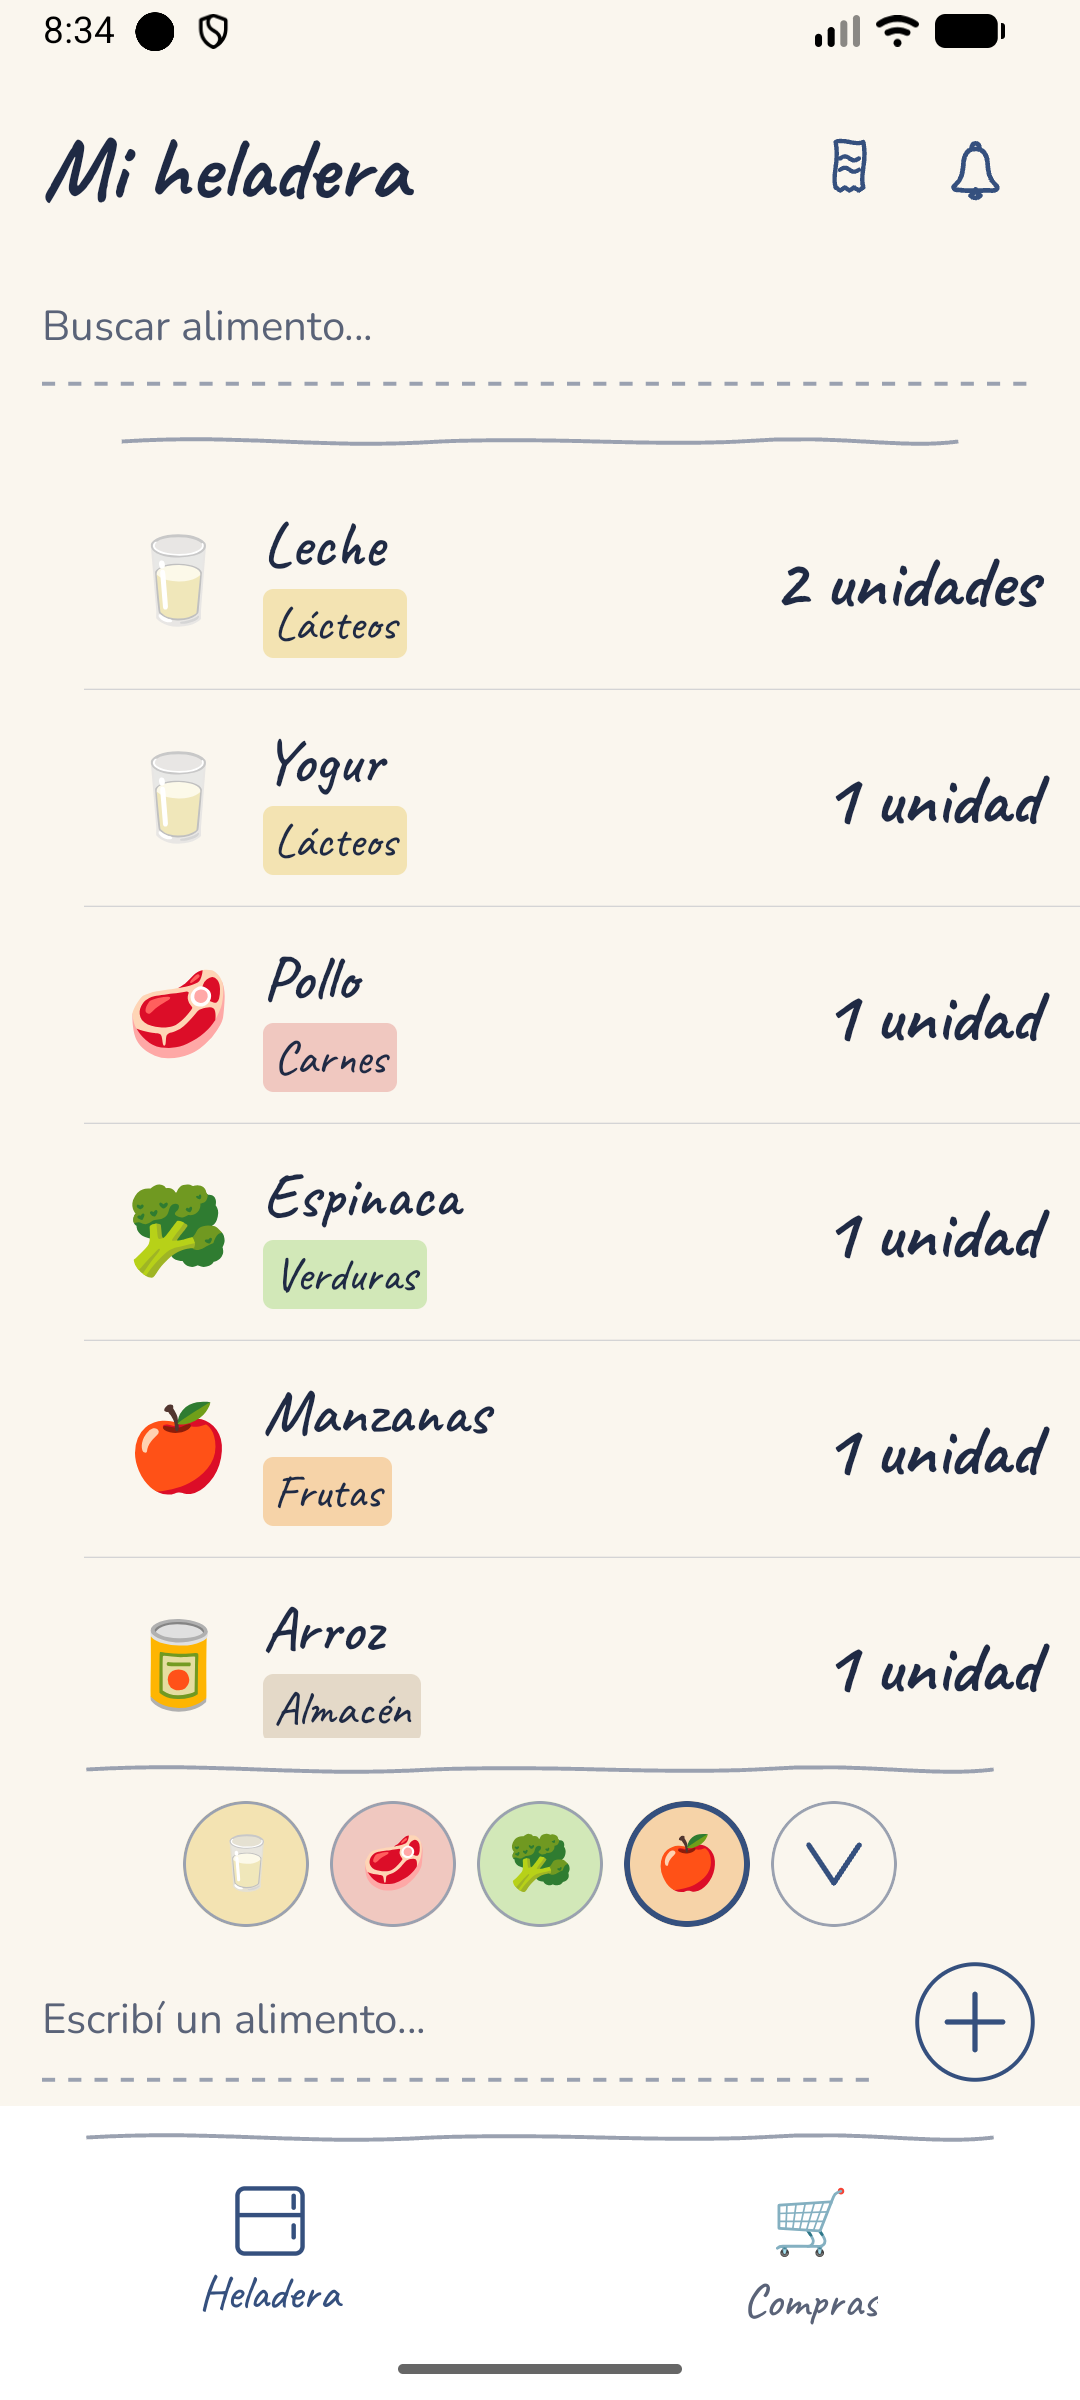 8:34
Mi heladera
Buscar alimento...
Leche
Lácteos
2 unidades
Yogur
Lácteos
1 unidad
Pollo
Carnes
1 unidad
Espinaca
Verduras
1 unidad
Manzanas
Frutas
1 unidad
Arroz
Almacén
1 unidad
Escribí un alimento...
Heladera
Compras